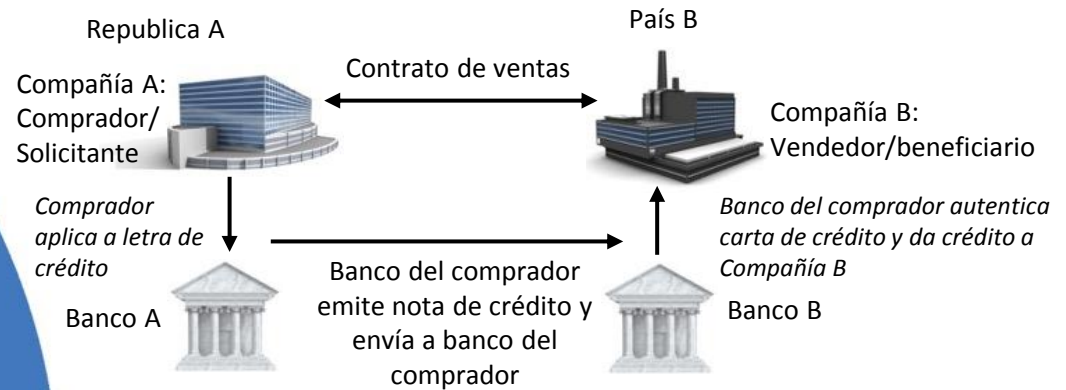 Republica A
País B
Compañía A:
Comprador/
Solicitante
Contrato de ventas
Compañía B:
Vendedor/beneficiario
Comprador
aplica a letra de
crédito
Banco del comprador autentica
carta de crédito y da crédito a
Compañía B
Banco A
Banco del comprador
emite nota de crédito y
envía a banco del
comprador
Banco B